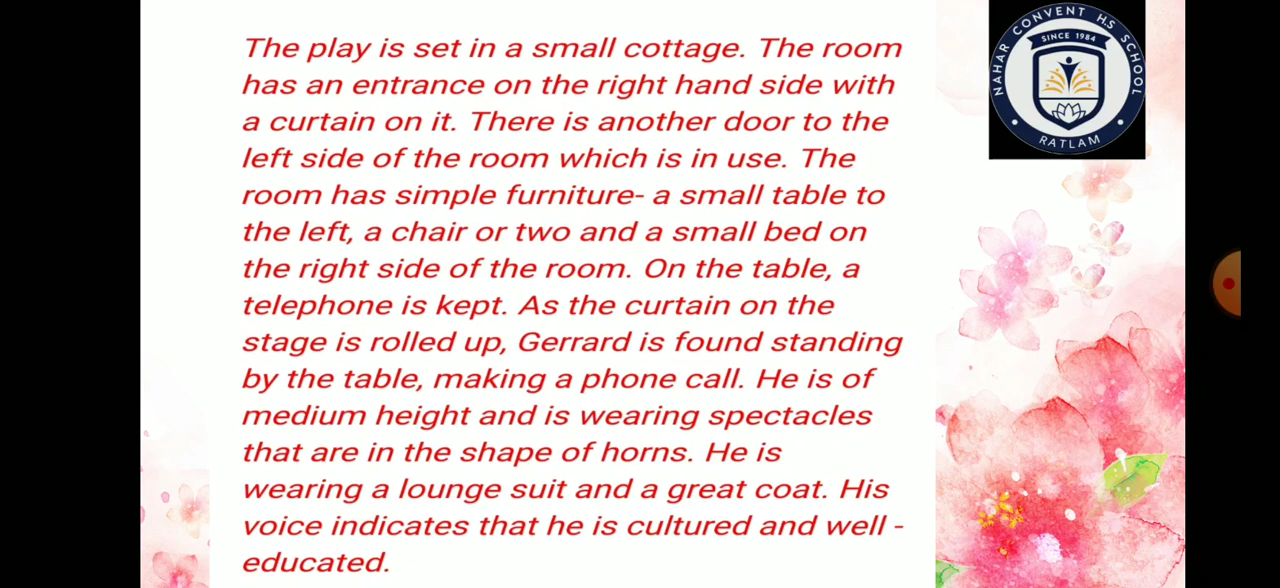 The play is set in a small cottage. The room
has an entrance on the right hand side with
a curtain on it. There is another door to the
left side of the room which is in use. The
room has simple furniture- a small table to
the left, a chair or two and a small bed on
the right side of the room. On the table, a
telephone is kept. As the curtain on the
stage is rolled up, Gerrard is found standing
by the table, making a phone call. He is of
medium height and is wearing spectacles
that are in the shape of horns. He is
wearing a lounge suit and a great coat. His
voice indicates that he is cultured and well -
educated.
NAHAR CONVENT H.S SCHOOL
SINCE 1984
RATLAM